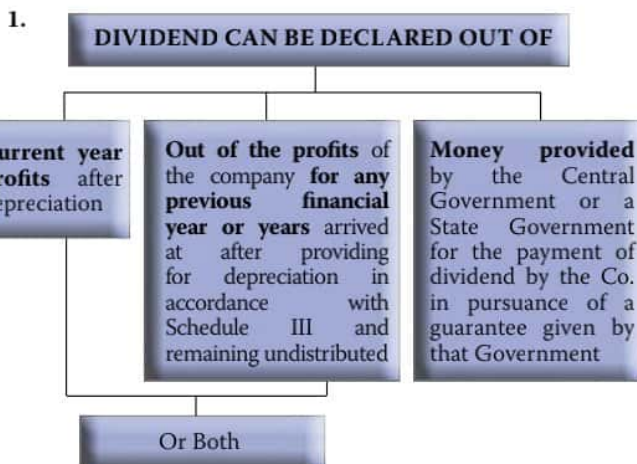 1.
DIVIDEND CAN BE DECLARED OUT OF
urrent year
rofits after
epreciation
Out of the profits of
the company for any
previous financial
year or years arrived
at after providing
for depreciation in
accordance with
Schedule III and
remaining undistributed
Money provided
by the Central
Government or a
State Government
for the payment of
dividend by the Co.
in pursuance of a
guarantee given by
that Government
Or Both